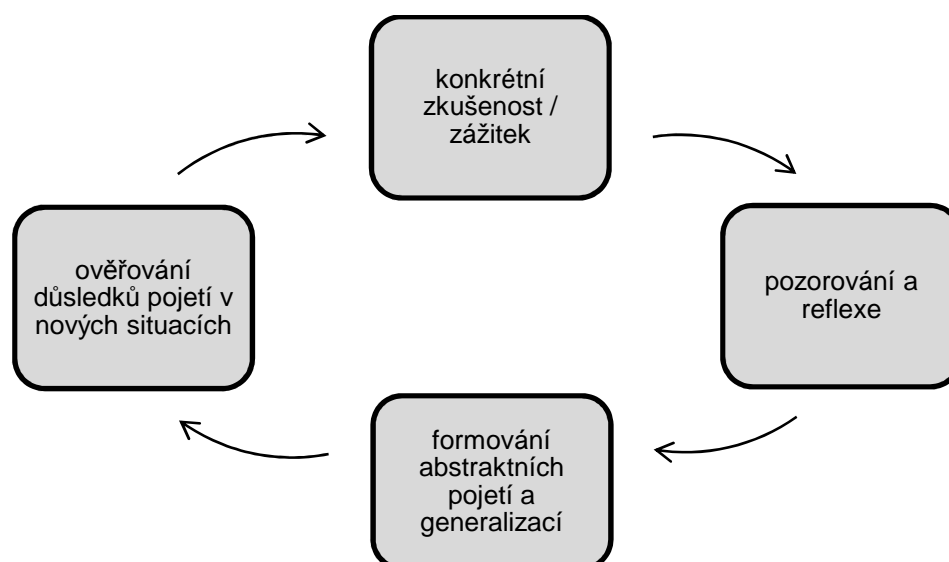 konkrétní
zkušenost /
zážitek
pozorování a
reflexe
formování
abstraktních
pojetí a
generalizací
ověřování
důsledků pojetí v
nových situacích